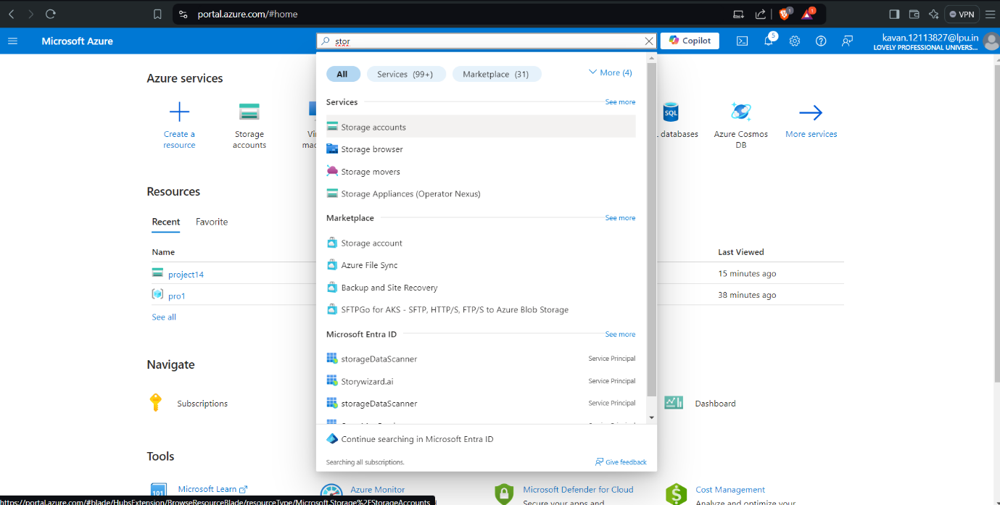 portal.azure.com/#home
1
1
VPN
Microsoft Azure
stor
Copilot
5
kavan.12113827@lpu.in
LOVELY PROFESSIONAL UNIVERS...
All
Services (99+)
Marketplace (31)
More (4)
Azure services
Services
See more
Storage accounts
Storage browser
Storage movers
Storage Appliances (Operator Nexus)
Marketplace
See more
Storage account
Azure File Sync
Backup and Site Recovery
SFTPGo for AKS - SFTP, HTTP/S, FTP/S to Azure Blob Storage
Microsoft Entra ID
See more
storageDataScanner
Service Principal
Storywizard.ai
Service Principal
storageDataScanner
Service Principal
Continue searching in Microsoft Entra ID
Searching all subscriptions.
Give feedback
Create a
resource
Storage
accounts
SQL
databases
Azure Cosmos
DB
More services
Resources
Recent
Favorite
Name
Last Viewed
project14
15 minutes ago
pro1
38 minutes ago
See all
Navigate
Subscriptions
Dashboard
Tools
101
Microsoft Learn
Azure Monitor
Microsoft Defender for Cloud
Secure your apps and
Cost Management
Analyze and optimize your
https://portal.azure.com/#blade/HubsExtension/BrowseResourceBlade/resourceType/Microsoft.Storage%2FStorageAccounts